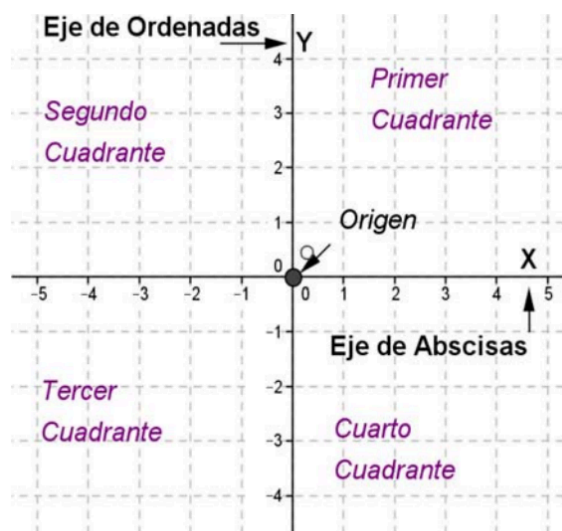 Eje de Ordenadas
Y
4
Primer
Cuadrante
Segundo
Cuadrante
3
2
1
Origen
O
0
X
-5 -4 -3 -2 -1 0 1 2 3 4 5
-1
Eje de Abscisas
Tercer
Cuadrante
-2
Cuarto
Cuadrante
-3
-4